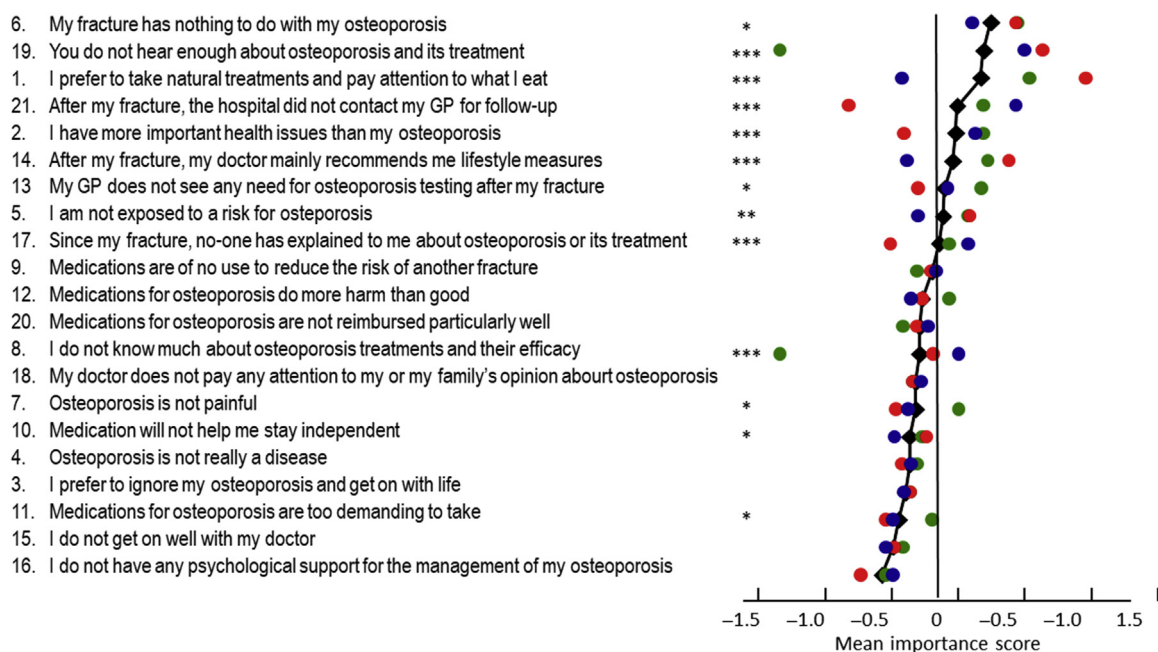 6. My fracture has nothing to do with my osteoporosis *
19. You do not hear enough about osteoporosis and its treatment ***
1. I prefer to take natural treatments and pay attention to what I eat ***
21. After my fracture, the hospital did not contact my GP for follow-up ***
2. I have more important health issues than my osteoporosis ***
14. After my fracture, my doctor mainly recommends me lifestyle measures ***
13 My GP does not see any need for osteoporosis testing after my fracture *
5. I am not exposed to a risk for osteporosis **
17. Since my fracture, no-one has explained to me about osteoporosis or its treatment ***
9. Medications are of no use to reduce the risk of another fracture
12. Medications for osteoporosis do more harm than good
20. Medications for osteoporosis are not reimbursed particularly well
8. I do not know much about osteoporosis treatments and their efficacy ***
18. My doctor does not pay any attention to my or my family's opinion abourt osteoporosis
7. Osteoporosis is not painful *
10. Medication will not help me stay independent *
4. Osteoporosis is not really a disease
3. I prefer to ignore my osteoporosis and get on with life
11. Medications for osteoporosis are too demanding to take *
15. I do not get on well with my doctor
16. I do not have any psychological support for the management of my osteoporosis
–1.5 –1.0 –0.5 0 –0.5 –1.0 1.5
Mean importance score